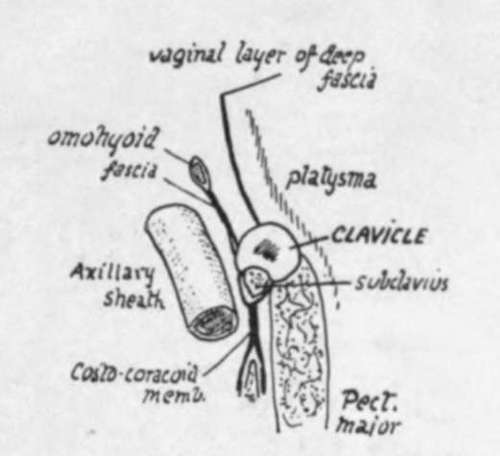 vaginal layer of deep
fascia
omohyoid
fascia
platysma
CLAVICLE
Axillary
sheath
subclavius
Costo-coracoid
memb.
Pect.
major